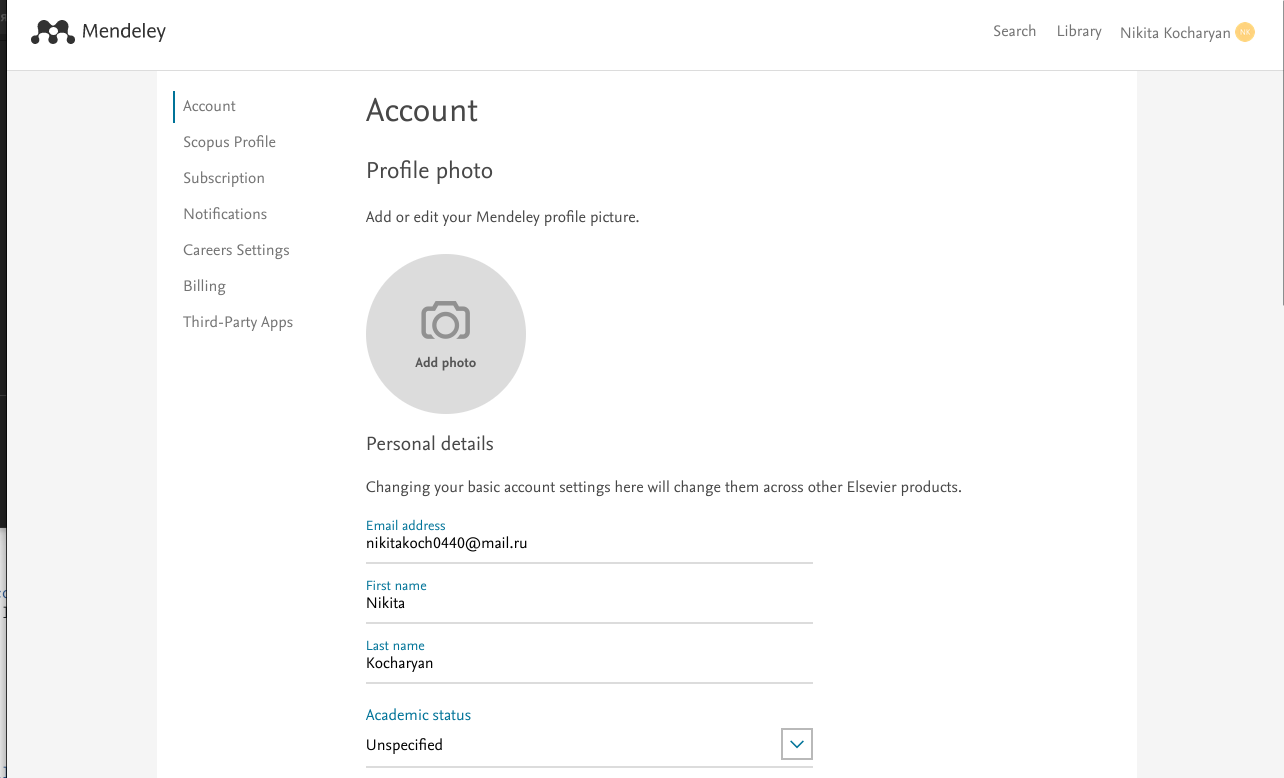 Mendeley
Search Library Nikita Kocharyan NK
Account
Scopus Profile
Subscription
Notifications
Careers Settings
Billing
Third-Party Apps
Account
Profile photo
Add or edit your Mendeley profile picture.
Add photo
Personal details
Changing your basic account settings here will change them across other Elsevier products.
Email address
nikitakoch0440@mail.ru
First name
Nikita
Last name
Kocharyan
Academic status
Unspecified